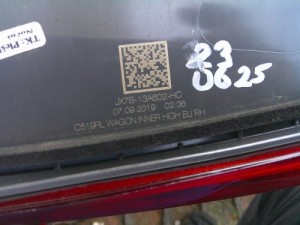 JX7B-13A602-HC
07.09.2019 02:36
C519RL WAGON INNER HIGH EU RH
23
0625